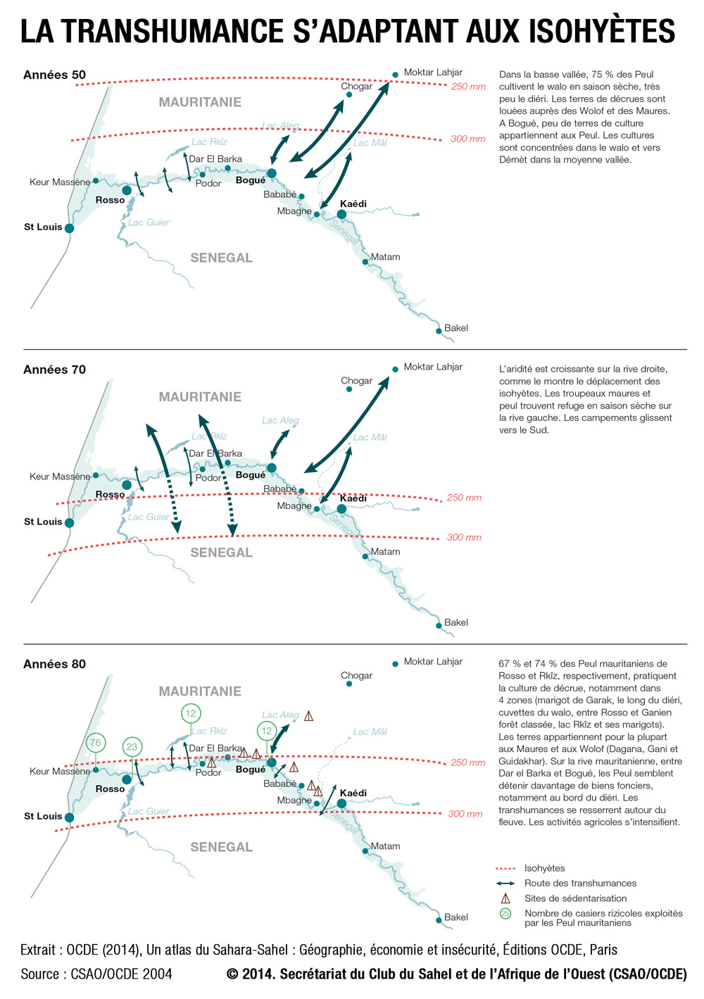 LA TRANSHUMANCE S’ADAPTANT AUX ISOHYÈTES
Années 50
Moktar Lahjar
Chogar
250 mm
MAURITANIE
Lac Aleg
300 mm
Lac Rkîz
Lac Mâl
Dar El Barka
Keur Massène
Podor
Bogué
Rosso
Bababé
Kaédi
Mbagne
St Louis
Lac Guier
Senegal
SENEGAL
Matam
Bakel
Dans la basse vallée, 75 % des Peul
cultivent le walo en saison sèche, très
peu le diéri. Les terres de décrues sont
louées auprès des Wolof et des Maures.
A Bogué, peu de terres de culture
appartiennent aux Peul. Les cultures
sont concentrées dans le walo et vers
Démèt dans la moyenne vallée.
Années 70
Moktar Lahjar
Chogar
MAURITANIE
Lac Aleg
Lac Rkîz
Lac Mâl
Dar El Barka
Keur Massène
Podor
Bogué
Rosso
Bababé
Kaédi
250 mm
Mbagne
St Louis
Lac Guier
Senegal
300 mm
SENEGAL
Matam
Bakel
L’aridité est croissante sur la rive droite,
comme le montre le déplacement des
isohyètes. Les troupeaux maures et
peul trouvent refuge en saison sèche sur
la rive gauche. Les campements glissent
vers le Sud.
Années 80
Moktar Lahjar
Chogar
MAURITANIE
12
Lac Aleg
76
23
Lac Rkîz
12
Lac Mâl
Dar El Barka
250 mm
Keur Massène
Podor
Bogué
Rosso
Bababé
Kaédi
Mbagne
St Louis
Lac Guier
Senegal
300 mm
SENEGAL
Matam
Bakel
67 % et 74 % des Peul mauritaniens de
Rosso et Rkîz, respectivement, pratiquent
la culture de décrue, notamment dans
4 zones (marigot de Garak, le long du diéri,
cuvettes du walo, entre Rosso et Ganien
forêt classée, lac Rkîz et ses marigots).
Les terres appartiennent pour la plupart
aux Maures et aux Wolof (Dagana, Gani et
Guidakhar). Sur la rive mauritanienne, entre
Dar el Barka et Bogué, les Peul semblent
détenir davantage de biens fonciers,
notamment au bord du diéri. Les
transhumances se resserrent autour du
fleuve. Les activités agricoles s’intensifient.
Isohyètes
Route des transhumances
Sites de sédentarisation
25
Nombre de casiers rizicoles exploités
par les Peul mauritaniens
Extrait : OCDE (2014), Un atlas du Sahara-Sahel : Géographie, économie et insécurité, Éditions OCDE, Paris
Source : CSAO/OCDE 2004
© 2014. Secrétariat du Club du Sahel et de l’Afrique de l’Ouest (CSAO/OCDE)